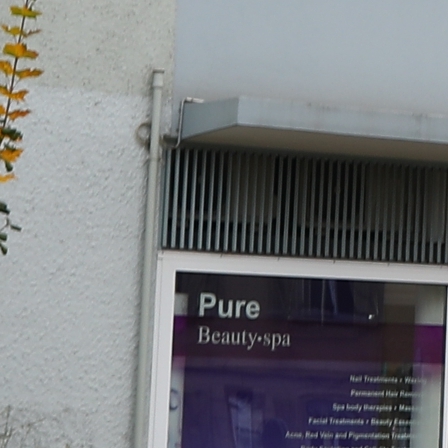 Pure
Beauty•spa
Nail Treatments •
Permanent Hair
Spa body therapies •
Facial Treatments • Beauty
Acne, Red Vein and Pigmentation